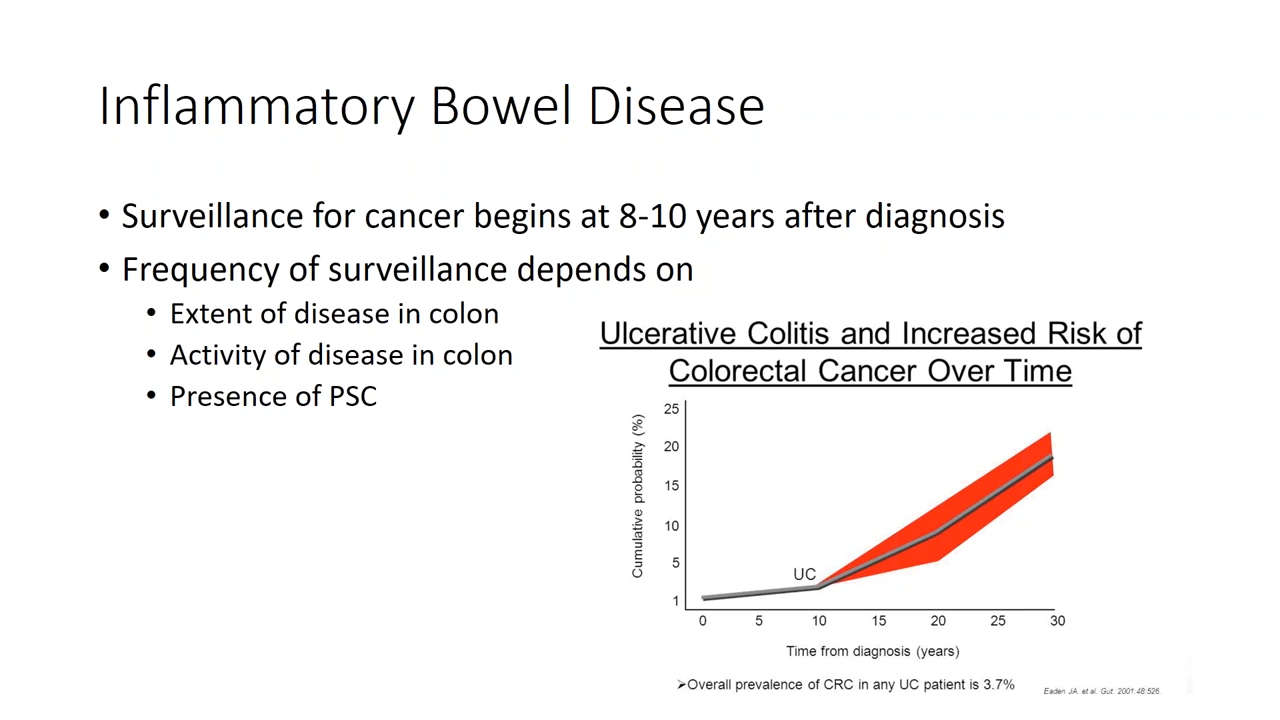 Inflammatory Bowel Disease
• Surveillance for cancer begins at 8-10 years after diagnosis
• Frequency of surveillance depends on
• Extent of disease in colon
• Activity of disease in colon
• Presence of PSC
Ulcerative Colitis and Increased Risk of
Colorectal Cancer Over Time
Cumulative probability (%)
25
20
15
10
5
1
UC
0 5 10 15 20 25 30
Time from diagnosis (years)
➢Overall prevalence of CRC in any UC patient is 3.7%
Eaden JA. et al. Gut. 2001:48:526.